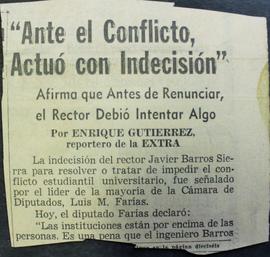 “Ante el Conflicto,
Actuó con Indecisión”
Afirma que Antes de Renunciar,
el Rector Debió Intentar Algo
Por ENRIQUE GUTIERREZ,
reportero de la EXTRA
La indecisión del rector Javier Barros Sie-
rra para resolver o tratar de impedir el con-
flicto estudiantil universitario, fue señalado
por el líder de la mayoría de la Cámara de
Diputados, Luis M. Farías.
Hoy, el diputado Farías declaró:
“Las instituciones están por encima de las
personas. Es una pena que el ingeniero Barros
en la página dieciséis